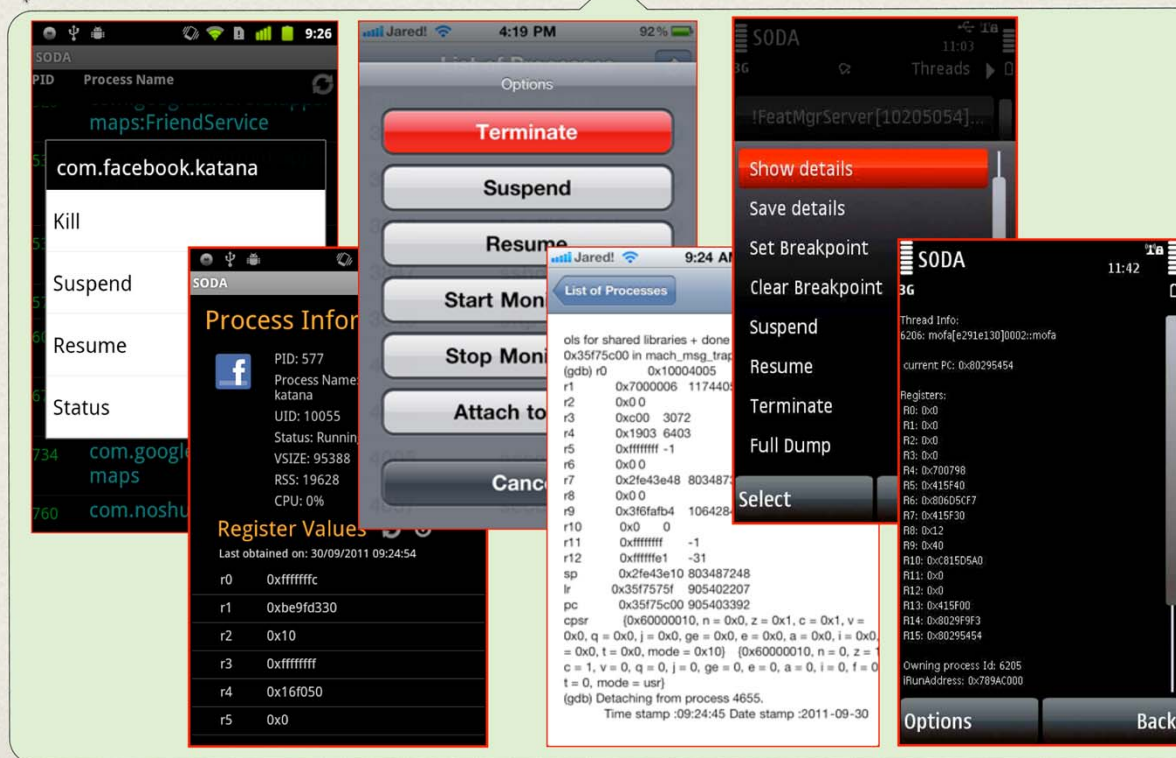 9:26
SODA
PID Process Name
maps:FriendService
com.facebook.katana
Kill
Suspend
Resume
Status
734 com.google
maps
760 com.noshu
SODA
Process Infor
PID: 577
Process Name:
katana
UID: 10055
Status: Running
VSIZE: 95388
RSS: 19628
CPU: 0%
Register Values
Last obtained on: 30/09/2011 09:24:54
r0 0xfffffffc
r1 0xbe9fd330
r2 0x10
r3 0xffffffff
r4 0x16f050
r5 0x0
Jared! 4:19 PM 92%
Options
Terminate
Suspend
Resume
Start Moni
Stop Moni
Attach to
Cance
Jared! 9:24 AM
List of Processes
ols for shared libraries + done
0x35f75c00 in mach_msg_trap
(gdb) r0 0x10004005
r1 0x7000006 1174405
r2 0x0 0
r3 0xc00 3072
r4 0x1903 6403
r5 0xffffffff -1
r6 0x0 0
r7 0x2fe43e48 8034873
r8 0x0 0
r9 0x3f6fafb4 1064284
r10 0x0 0
r11 0xffffffff -1
r12 0xffffffe1 -31
sp 0x2fe43e10 803487248
lr 0x35f7575f 905402207
pc 0x35f75c00 905403392
cpsr {0x60000010, n = 0x0, z = 0x1, c = 0x1, v =
0x0, q = 0x0, j = 0x0, ge = 0x0, e = 0x0, a = 0x0, i = 0x0,
= 0x0, t = 0x0, mode = 0x10} {0x60000010, n = 0, z = 1
c = 1, v = 0, q = 0, j = 0, ge = 0, e = 0, a = 0, i = 0, f = 0
t = 0, mode = usr}
(gdb) Detaching from process 4655.
Time stamp :09:24:45 Date stamp :2011-09-30
SODA
11:03
3G Threads
!FeatMgrServer[10205054]...
Show details
Save details
Set Breakpoint
Clear Breakpoint
Suspend
Resume
Terminate
Full Dump
Select
SODA
11:42
3G
Thread Info:
6206: mofa[e291e130]0002::mofa
current PC: 0x80295454
Registers:
R0: 0x0
R1: 0x0
R2: 0x0
R3: 0x0
R4: 0x700798
R5: 0x415F40
R6: 0x806D5CF7
R7: 0x415F30
R8: 0x12
R9: 0x40
R10: 0xC815D5A0
R11: 0x0
R12: 0x0
R13: 0x415F00
R14: 0x8029F9F3
R15: 0x80295454
Owning process Id: 6205
iRunAddress: 0x789AC000
Options Back